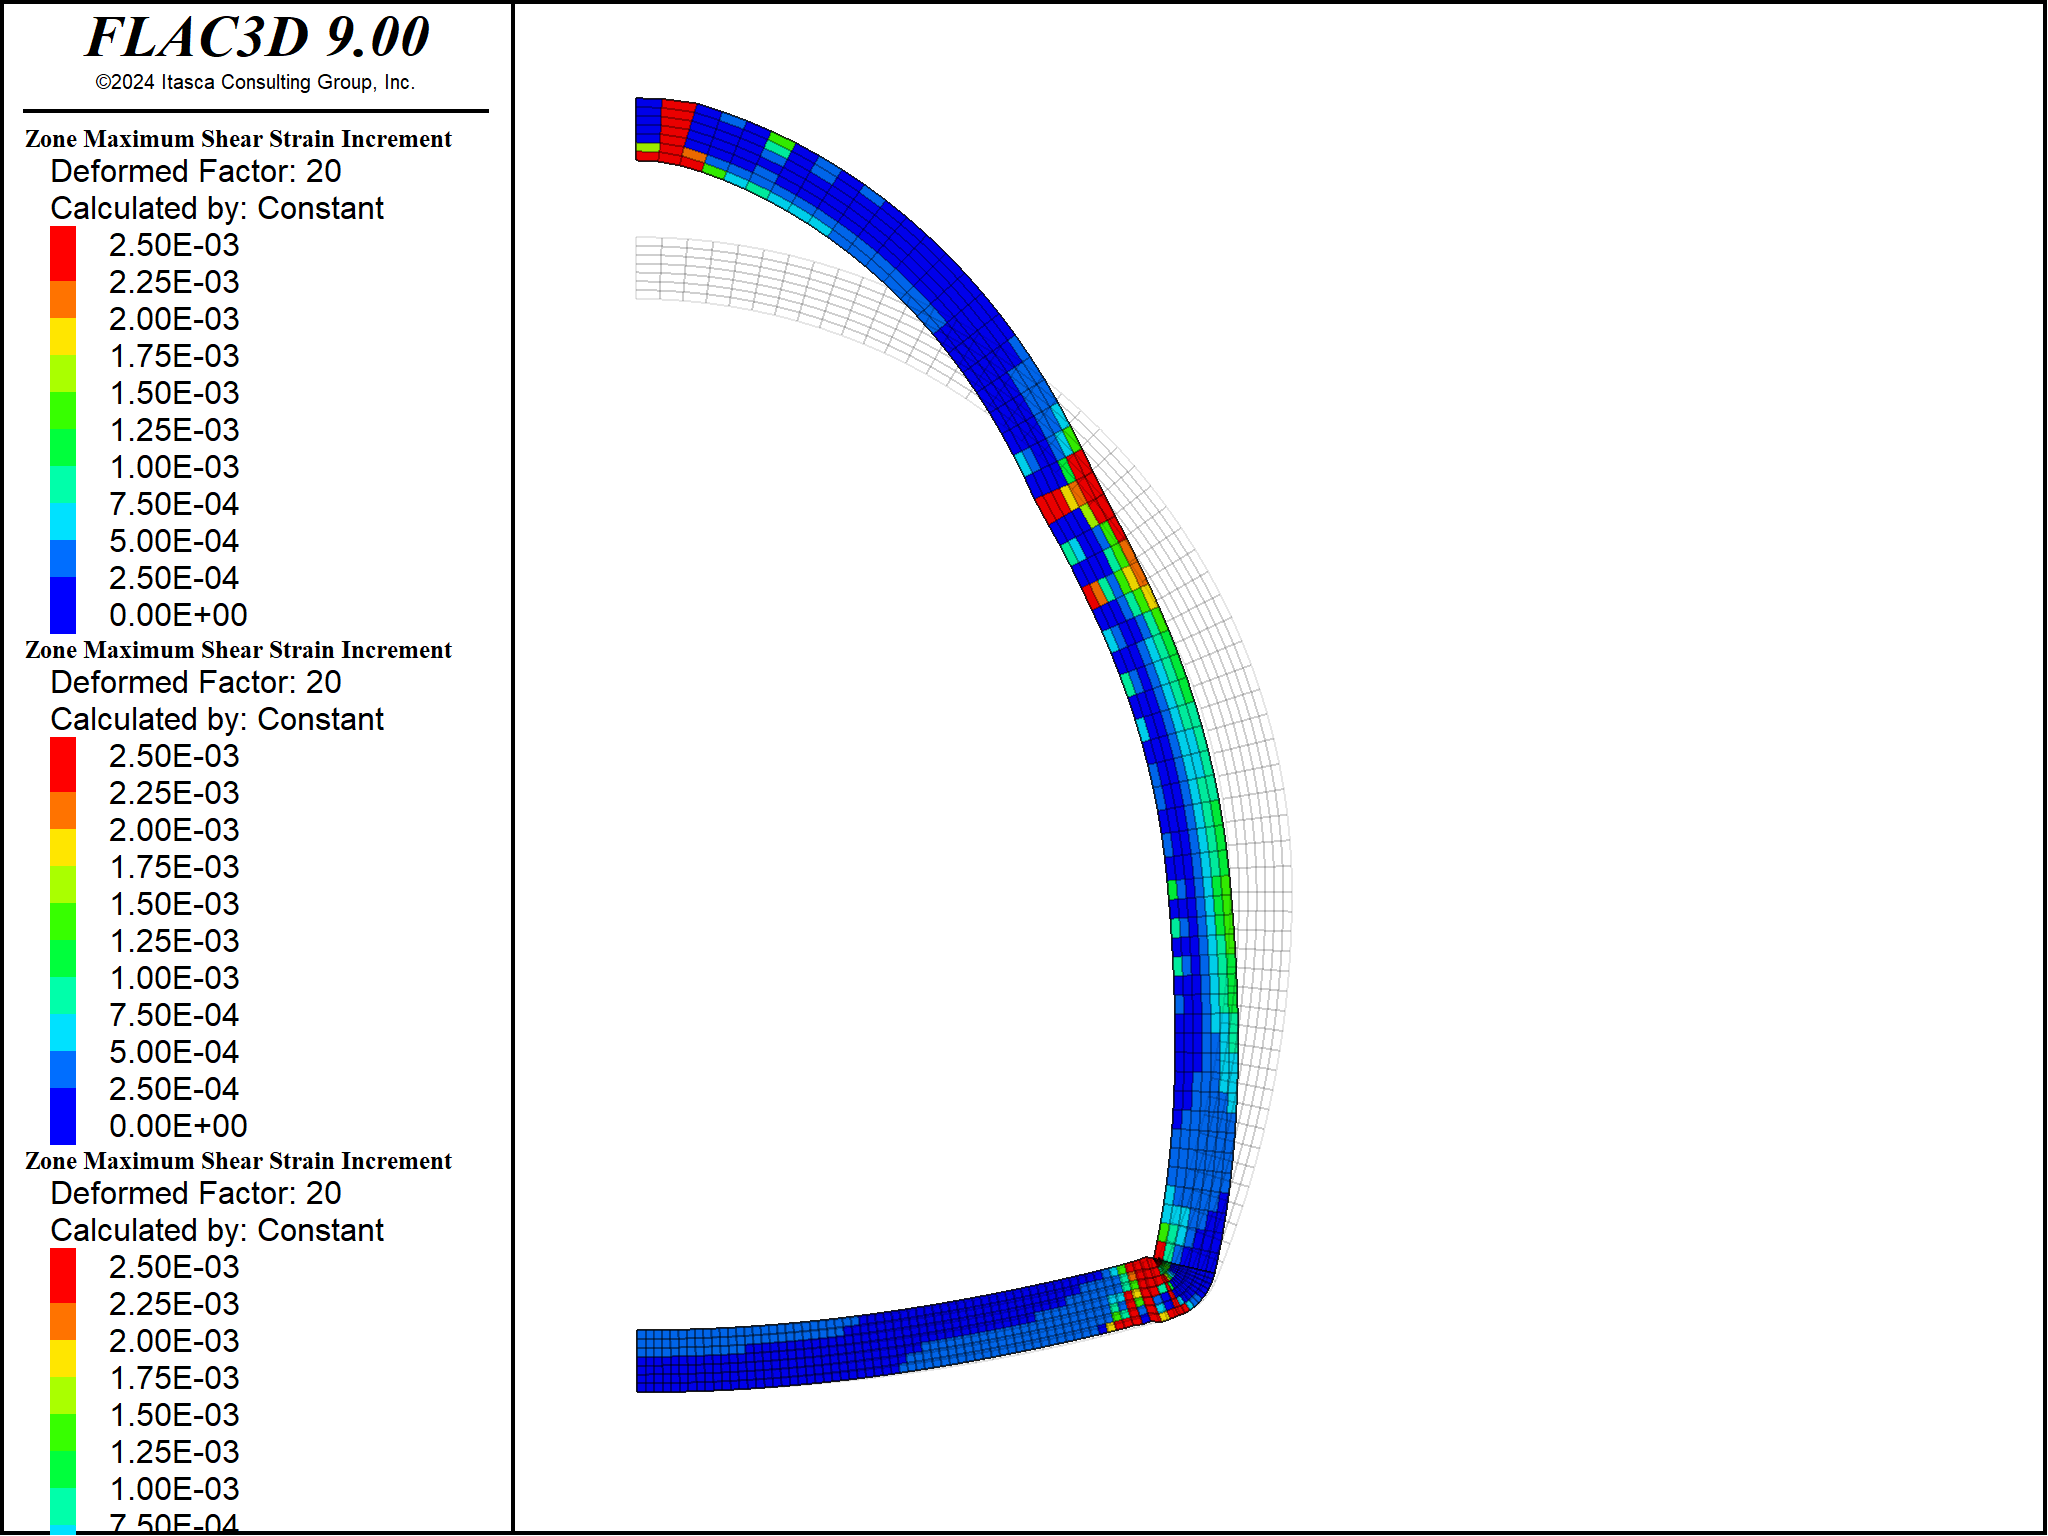 FLAC3D 9.00
©2024 Itasca Consulting Group, Inc.
Zone Maximum Shear Strain Increment
Deformed Factor: 20
Calculated by: Constant
2.50E-03
2.25E-03
2.00E-03
1.75E-03
1.50E-03
1.25E-03
1.00E-03
7.50E-04
5.00E-04
2.50E-04
0.00E+00
Zone Maximum Shear Strain Increment
Deformed Factor: 20
Calculated by: Constant
2.50E-03
2.25E-03
2.00E-03
1.75E-03
1.50E-03
1.25E-03
1.00E-03
7.50E-04
5.00E-04
2.50E-04
0.00E+00
Zone Maximum Shear Strain Increment
Deformed Factor: 20
Calculated by: Constant
2.50E-03
2.25E-03
2.00E-03
1.75E-03
1.50E-03
1.25E-03
1.00E-03
7.50E-04